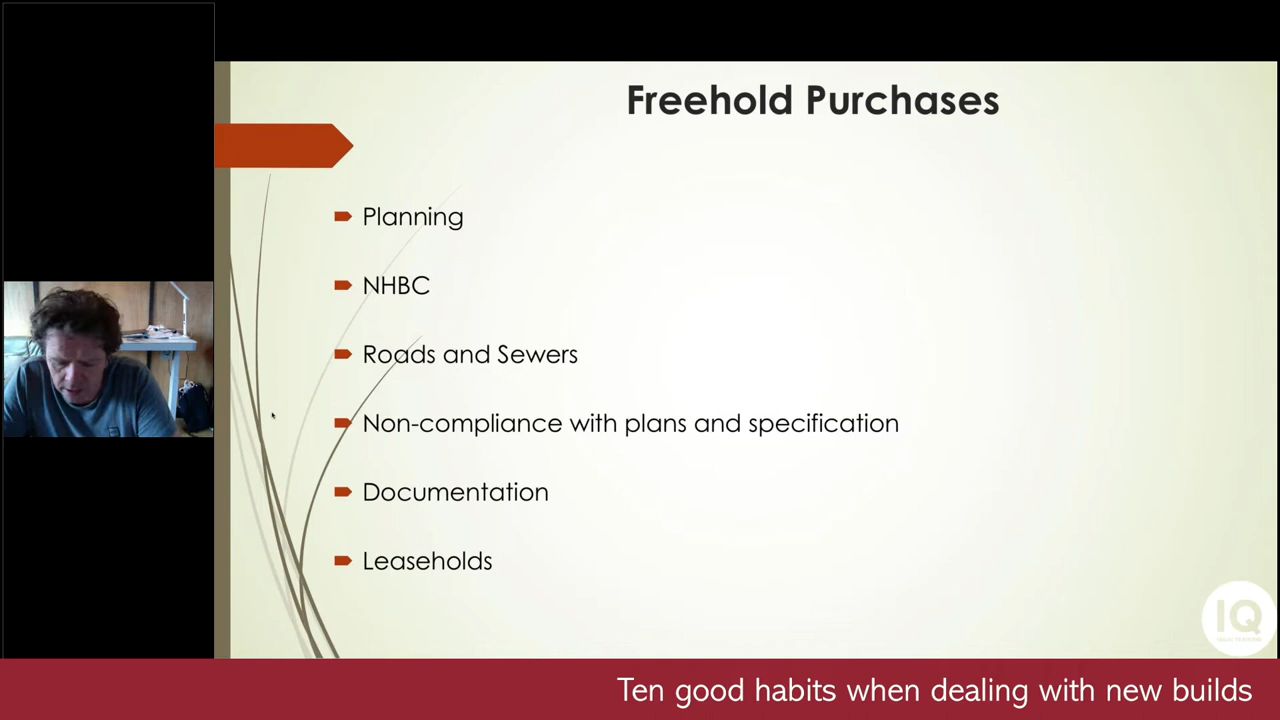 Freehold Purchases
Planning
NHBC
Roads and Sewers
Non-compliance with plans and specification
Documentation
Leaseholds
IQ
Ten good habits when dealing with new builds